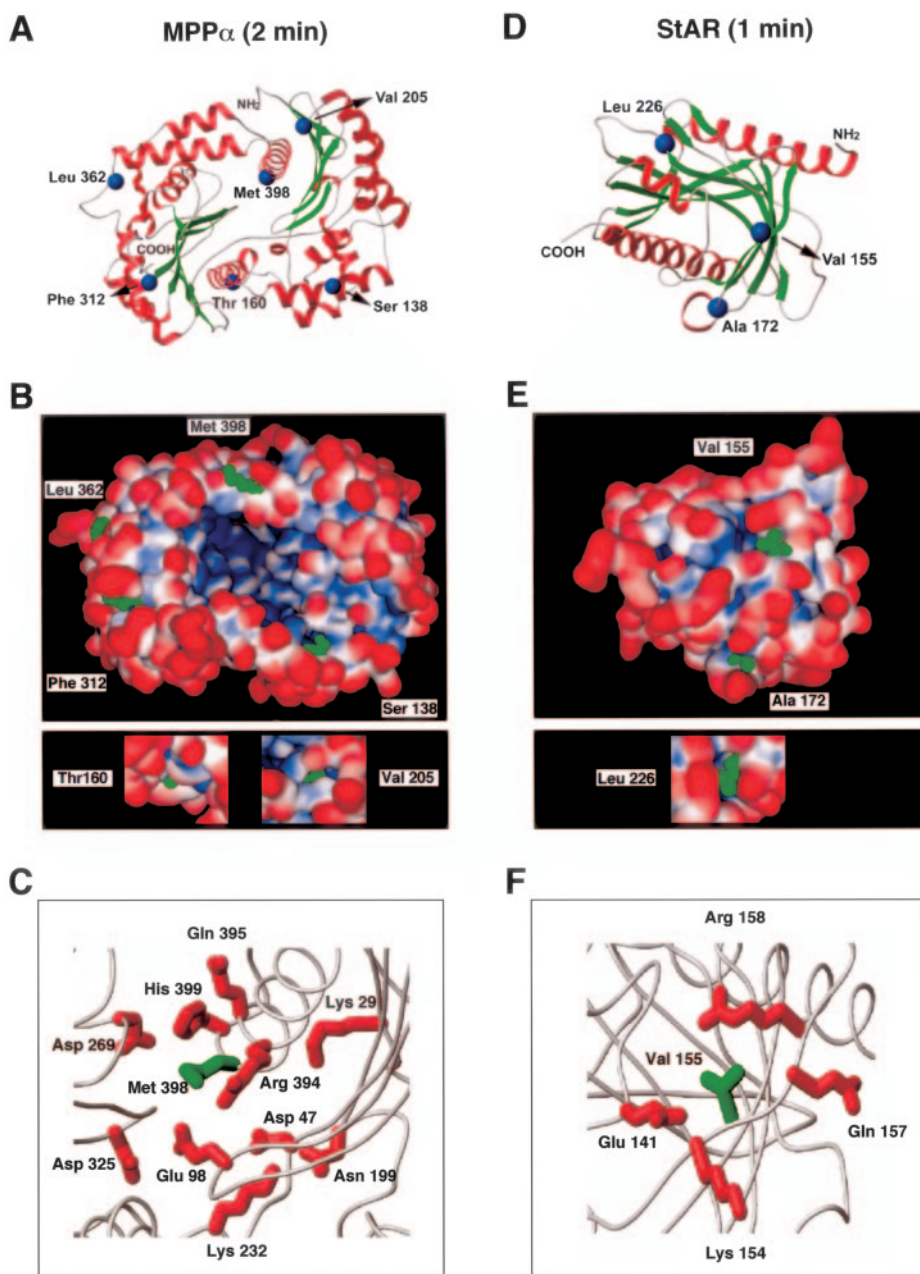 A
MPPα (2 min)
NH2
Val 205
Leu 362
Met 398
COOH
Phe 312
Thr 160
Ser 138
B
Met 398
Leu 362
Phe 312
Ser 138
Thr160
Val 205
C
Gln 395
His 399
Lys 29
Asp 269
Met 398
Arg 394
Asp 47
Asp 325
Glu 98
Asn 199
Lys 232
D
StAR (1 min)
Leu 226
NH2
COOH
Val 155
Ala 172
E
Val 155
Ala 172
Leu 226
F
Arg 158
Val 155
Glu 141
Gln 157
Lys 154